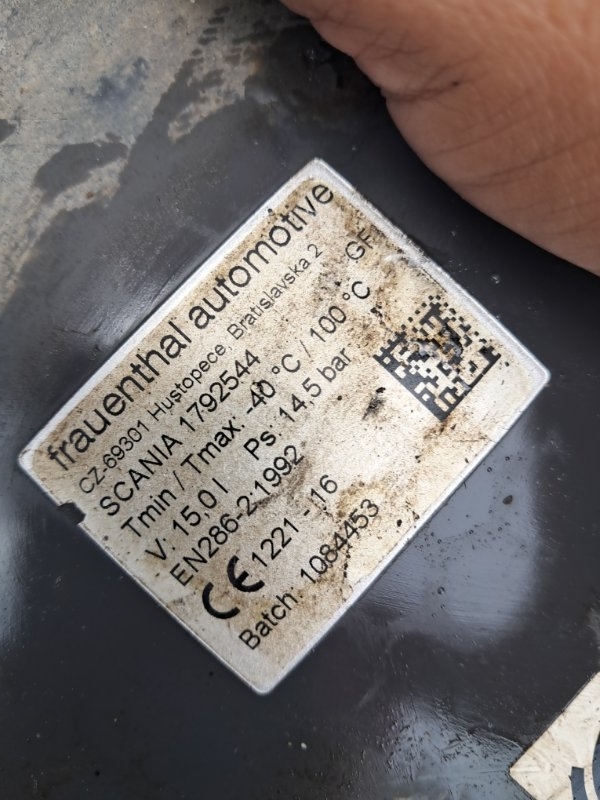 frauenthal automotive
CZ-69301 Hustopece, Bratislavska 2
SCANIA 1792544 GF
Tmin / Tmax: -40 °C / 100 °C
V: 15,0 l Ps: 14,5 bar
EN286-2:1992
CE 1221 - 16
Batch: 1084453